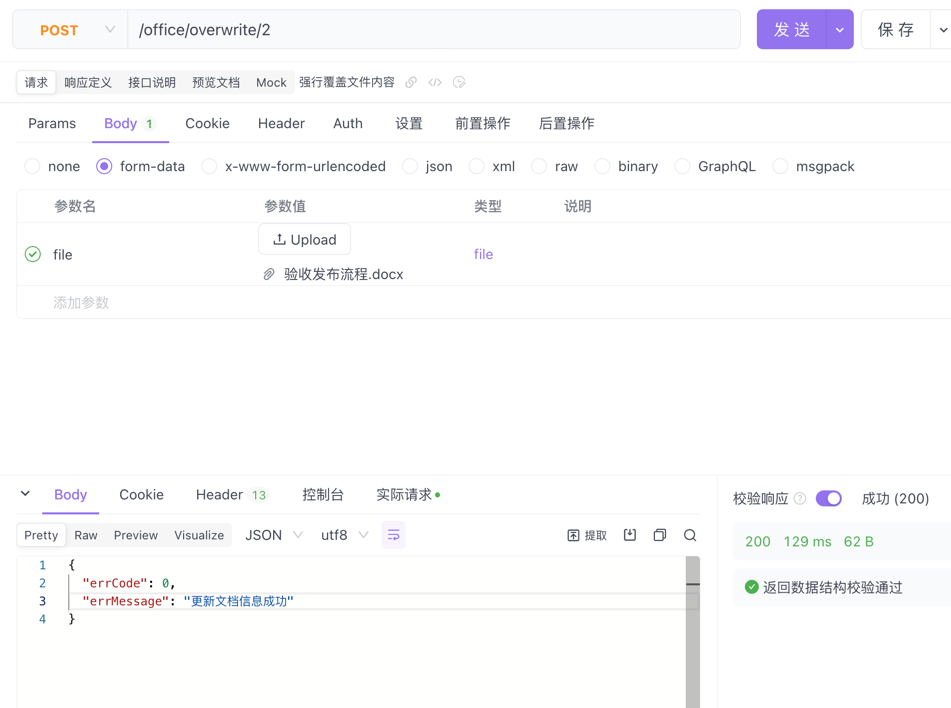 POST /office/overwrite/2 发 送 保 存
请求 响应定义 接口说明 预览文档 Mock 强行覆盖文件内容
Params Body 1 Cookie Header Auth 设置 前置操作 后置操作
none form-data x-www-form-urlencoded json xml raw binary GraphQL msgpack
参数名 参数值 类型 说明
Upload
file file
验收发布流程.docx
添加参数
Body Cookie Header 13 控制台 实际请求
Pretty Raw Preview Visualize JSON utf8 提取
1 {
2 "errCode": 0,
3 "errMessage": "更新文档信息成功"
4 }
校验响应 ? 成功 (200)
200 129 ms 62 B
返回数据结构校验通过